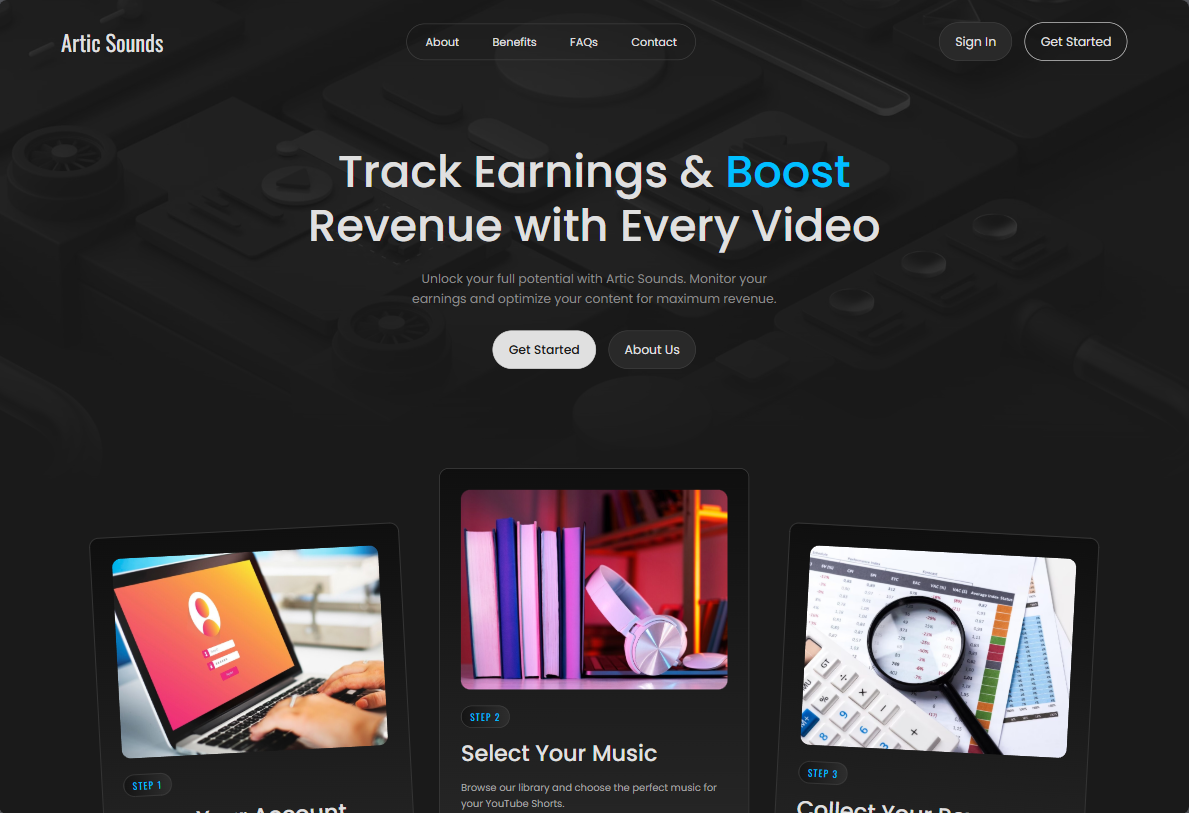 Artic Sounds
About Benefits FAQs Contact
Sign In Get Started
Track Earnings & Boost
Revenue with Every Video
Unlock your full potential with Artic Sounds. Monitor your
earnings and optimize your content for maximum revenue.
Get Started About Us
STEP 1
Your Account
STEP 2
Select Your Music
Browse our library and choose the perfect music for
your YouTube Shorts.
STEP 3
Collect Your